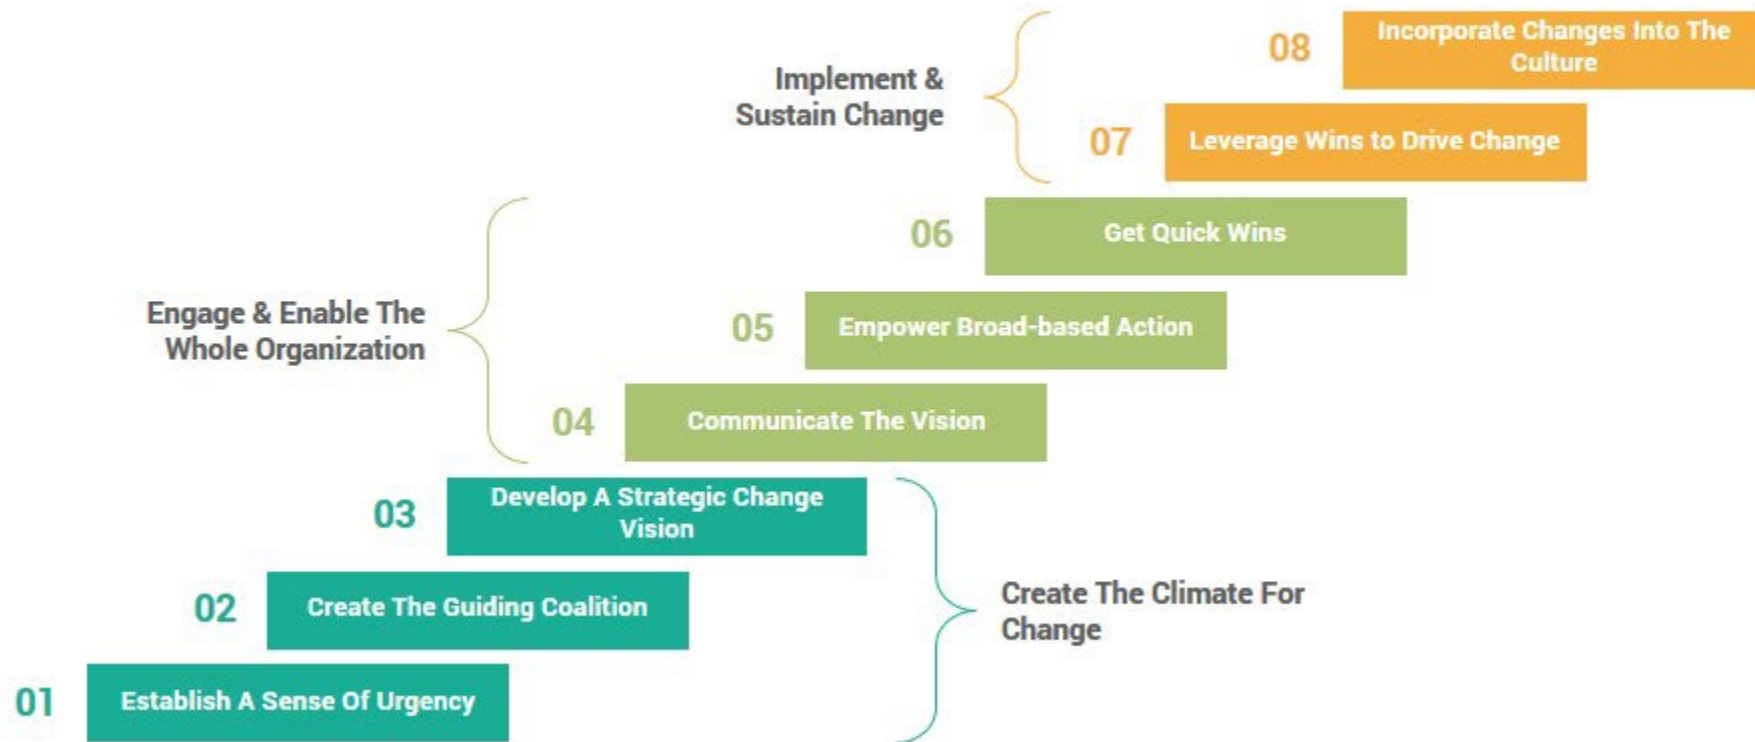 08
Incorporate Changes Into The
Culture
Implement &
Sustain Change
07
Leverage Wins to Drive Change
06
Get Quick Wins
Engage & Enable The
Whole Organization
05
Empower Broad-based Action
04
Communicate The Vision
03
Develop A Strategic Change
Vision
02
Create The Guiding Coalition
Create The Climate For
Change
01
Establish A Sense Of Urgency